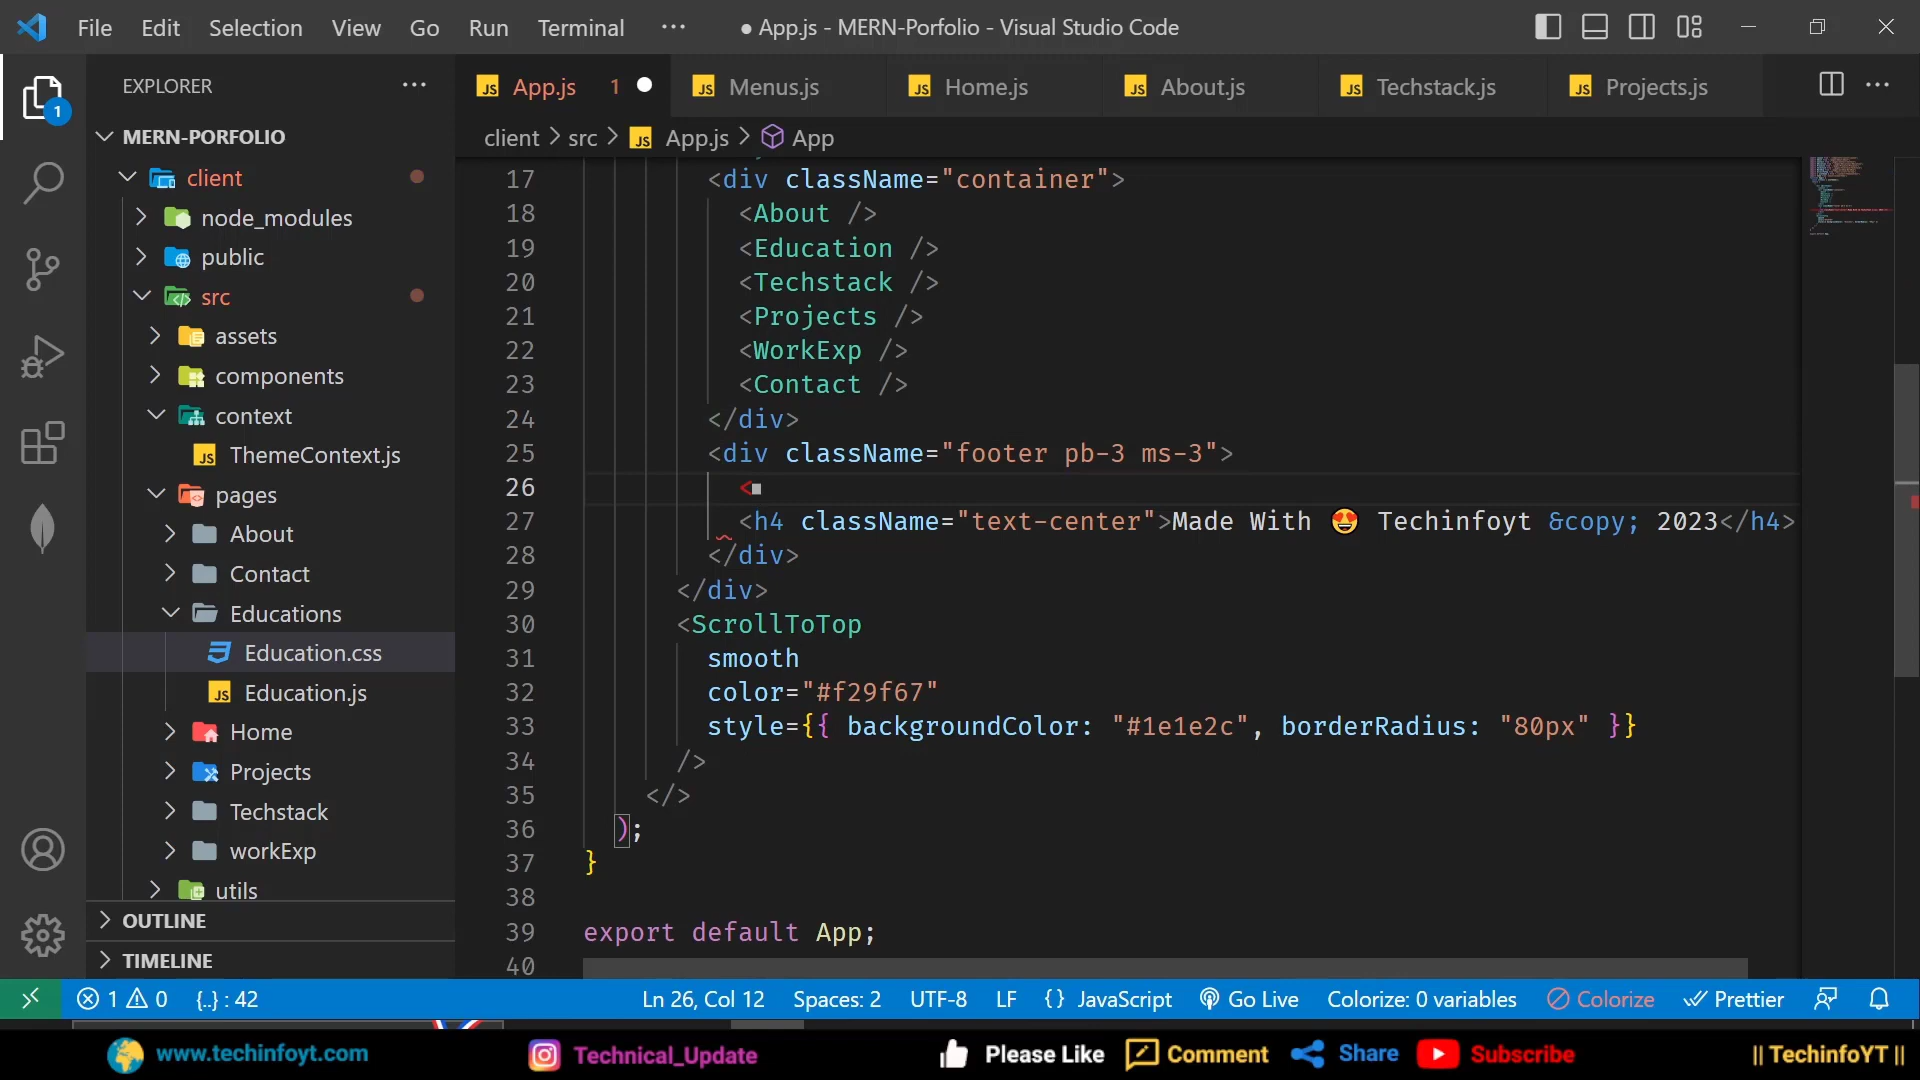 File Edit Selection View Go Run Terminal ··· ● App.js - MERN-Porfolio - Visual Studio Code
EXPLORER ···
App.js 1 Menus.js Home.js About.js Techstack.js Projects.js ···
client > src > JS App.js > App
1
MERN-PORFOLIO
client
node_modules
public
src
assets
components
context
ThemeContext.js
pages
About
Contact
Educations
Education.css
Education.js
Home
Projects
Techstack
workExp
utils
OUTLINE
TIMELINE
17 <div className="container">
18 <About />
19 <Education />
20 <Techstack />
21 <Projects />
22 <WorkExp />
23 <Contact />
24 </div>
25 <div className="footer pb-3 ms-3">
26 <
27 <h4 className="text-center">Made With 😍 Techinfoyt &copy; 2023</h4>
28 </div>
29 </div>
30 <ScrollToTop
31 smooth
32 color="#f29f67"
33 style={{ backgroundColor: "#1e1e2c", borderRadius: "80px" }}
34 />
35 </>
36 );
37 }
38
39 export default App;
40
1 0 {..} : 42 Ln 26, Col 12 Spaces: 2 UTF-8 LF {} JavaScript Go Live Colorize: 0 variables Colorize Prettier
www.techinfoyt.com Technical_Update Please Like Comment Share Subscribe || TechinfoYT ||